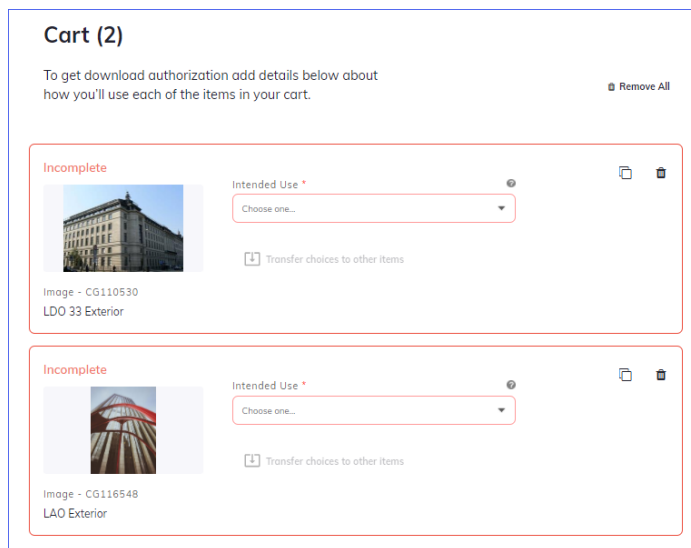 Cart (2)
To get download authorization add details below about
how you'll use each of the items in your cart.
Remove All
Incomplete
Intended Use *
Choose one...
Transfer choices to other items
Image - CG110530
LDO 33 Exterior
Incomplete
Intended Use *
Choose one...
Transfer choices to other items
Image - CG116548
LAO Exterior